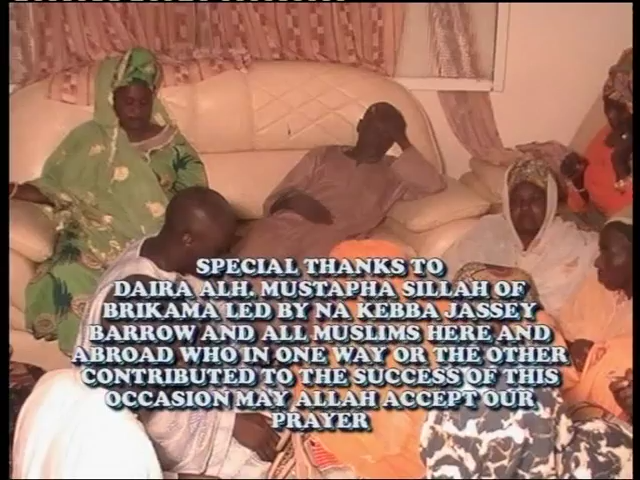 SPECIAL THANKS TO
DAIRA ALH. MUSTAPHA SILLAH OF
BRIKAMA LED BY NA KEBBA JASSEY
BARROW AND ALL MUSLIMS HERE AND
ABROAD WHO IN ONE WAY OR THE OTHER
CONTRIBUTED TO THE SUCCESS OF THIS
OCCASION MAY ALLAH ACCEPT OUR
PRAYER